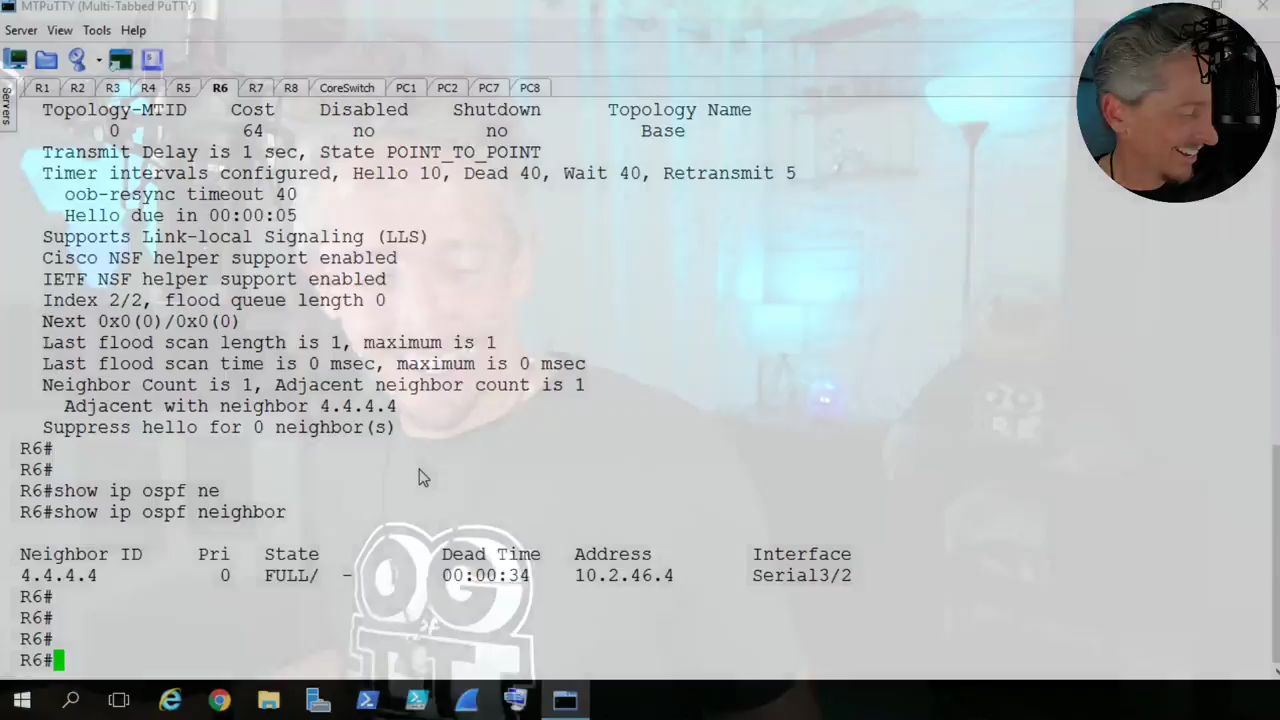 MTPuTTY (Multi-Tabbed PuTTY)
Server View Tools Help
Servers
R1 R2 R3 R4 R5 R6 R7 R8 CoreSwitch PC1 PC2 PC7 PC8
Topology-MTID Cost Disabled Shutdown Topology Name
0 64 no no Base
Transmit Delay is 1 sec, State POINT_TO_POINT
Timer intervals configured, Hello 10, Dead 40, Wait 40, Retransmit 5
oob-resync timeout 40
Hello due in 00:00:05
Supports Link-local Signaling (LLS)
Cisco NSF helper support enabled
IETF NSF helper support enabled
Index 2/2, flood queue length 0
Next 0x0(0)/0x0(0)
Last flood scan length is 1, maximum is 1
Last flood scan time is 0 msec, maximum is 0 msec
Neighbor Count is 1, Adjacent neighbor count is 1
Adjacent with neighbor 4.4.4.4
Suppress hello for 0 neighbor(s)
R6#
R6#
R6#show ip ospf ne
R6#show ip ospf neighbor
Neighbor ID Pri State Dead Time Address Interface
4.4.4.4 0 FULL/ - 00:00:34 10.2.46.4 Serial3/2
R6#
R6#
R6#
R6#
OG
OF
IT